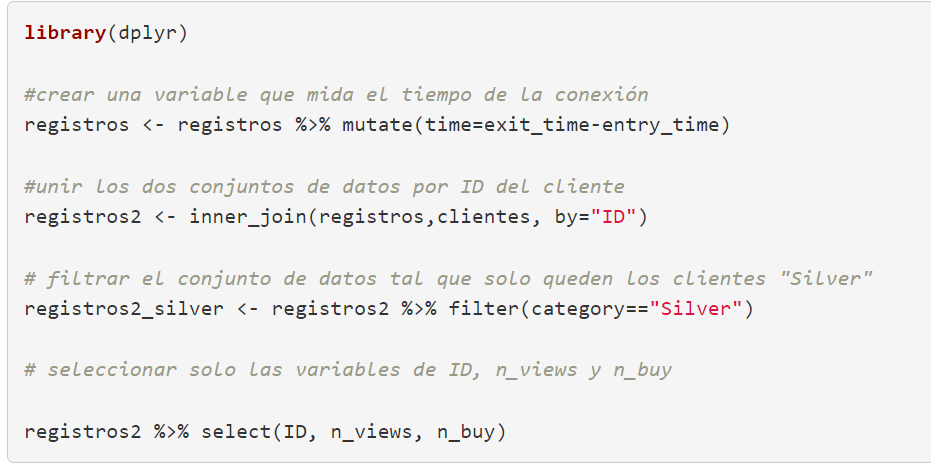 library(dplyr)
#crear una variable que mida el tiempo de la conexión
registros <- registros %>% mutate(time=exit_time-entry_time)
#unir los dos conjuntos de datos por ID del cliente
registros2 <- inner_join(registros,clientes, by="ID")
# filtrar el conjunto de datos tal que solo queden los clientes "Silver"
registros2_silver <- registros2 %>% filter(category=="Silver")
# seleccionar solo las variables de ID, n_views y n_buy
registros2 %>% select(ID, n_views, n_buy)